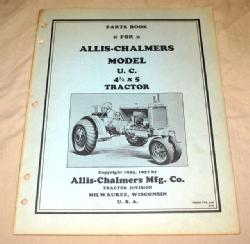 PARTS BOOK
FOR
ALLIS-CHALMERS
MODEL
U. C.
4½ x 5
TRACTOR
Copyright 1936, 1937 by
Allis-Chalmers Mfg. Co.
TRACTOR DIVISION
MILWAUKEE, WISCONSIN
U. S. A.